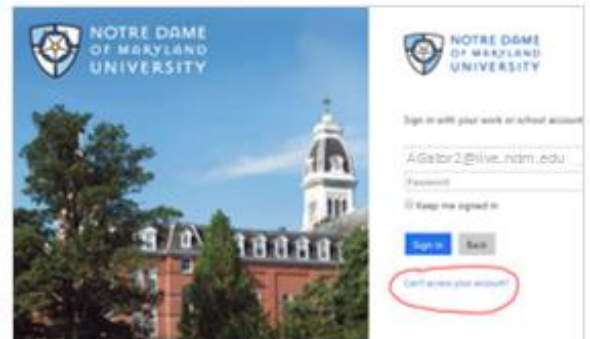 NOTRE DAME
OF MARYLAND
UNIVERSITY
NOTRE DAME
OF MARYLAND
UNIVERSITY
Sign in with your work or school account
AGator2@live.ndm.edu
Password
Keep me signed in
Sign in
Back
Can't access your account?